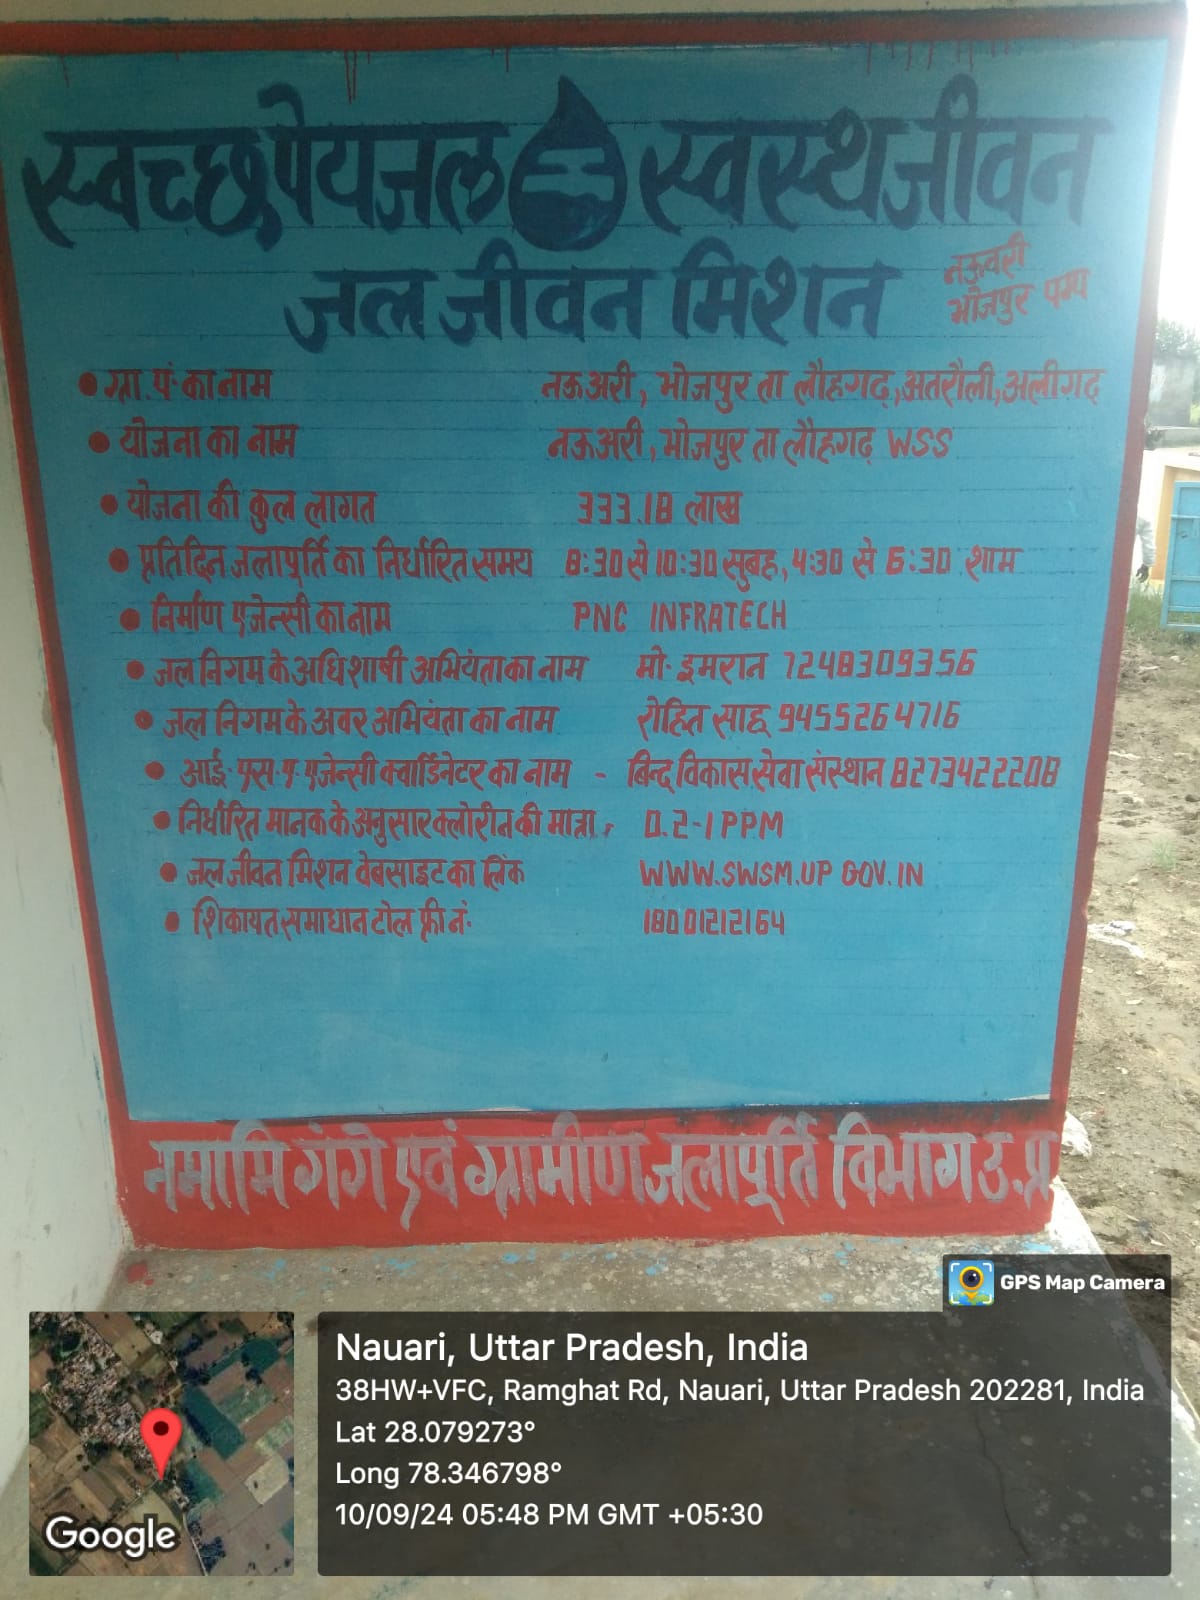 स्वच्छ पेयजल स्वस्थ जीवन
जल जीवन मिशन
नऊवरी
भोजपुर पम्प
• ग्रा. पं. का नाम नऊअरी, भोजपुर ता लौहगढ़, अतरौली, अलीगढ़
• योजना का नाम नऊअरी, भोजपुर ता लौहगढ़ WSS
• योजना की कुल लागत 333.18 लाख
• प्रतिदिन जलापूर्ति का निर्धारित समय 8:30 से 10:30 सुबह, 4:30 से 6:30 शाम
• निर्माण एजेन्सी का नाम PNC INFRATECH
• जल निगम के अधिशाषी अभियंता का नाम मो. इमरान 7248309356
• जल निगम के अवर अभियंता का नाम रोहित साहू 9455264716
• आई. एस. ए. एजेन्सी क्वार्डिनेटर का नाम - बिन्द विकास सेवा संस्थान 8273422208
• निर्धारित मानक के अनुसार क्लोरीन की मात्रा, 0.2-1 PPM
• जल जीवन मिशन वेबसाइट का लिंक WWW.SWSM.UP GOV.IN
• शिकायत समाधान टोल फ्री नं. 18001212164
नमामि गंगे एवं ग्रामीण जलापूर्ति विभाग उ.प्र
GPS Map Camera
Nauari, Uttar Pradesh, India
38HW+VFC, Ramghat Rd, Nauari, Uttar Pradesh 202281, India
Lat 28.079273°
Long 78.346798°
10/09/24 05:48 PM GMT +05:30
Google